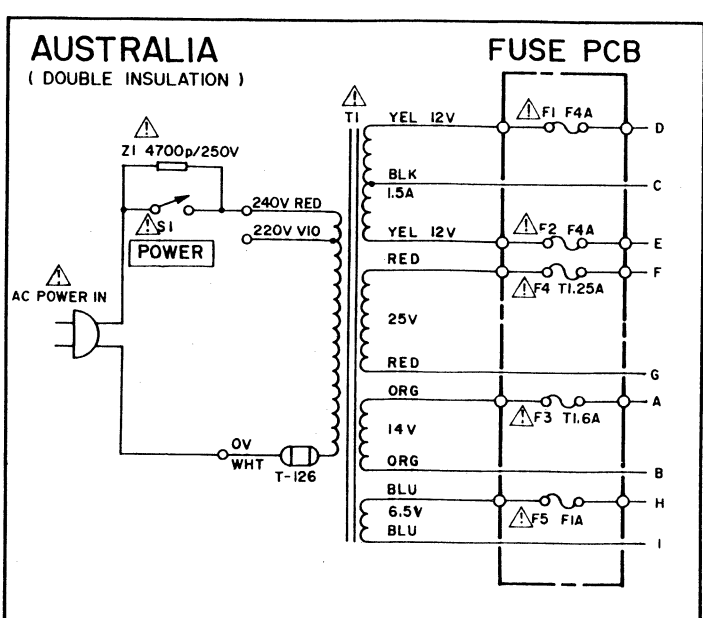 AUSTRALIA
( DOUBLE INSULATION )
FUSE PCB
T1
YEL 12V
F1 F4A
D
Z1 4700p/250V
BLK
1.5A
C
240V RED
S1
220V VIO
POWER
YEL 12V
F2 F4A
E
RED
F4 T1.25A
F
AC POWER IN
25V
RED
G
ORG
F3 T1.6A
A
14V
0V
WHT
T-126
ORG
B
BLU
6.5V
F5 F1A
H
BLU
I